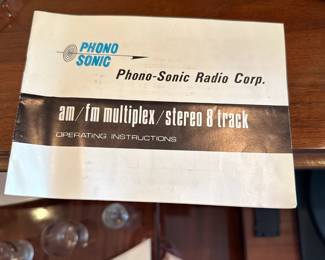 PHONO
SONIC
Phono-Sonic Radio Corp.
am/fm multiplex/stereo 8 track
OPERATING INSTRUCTIONS